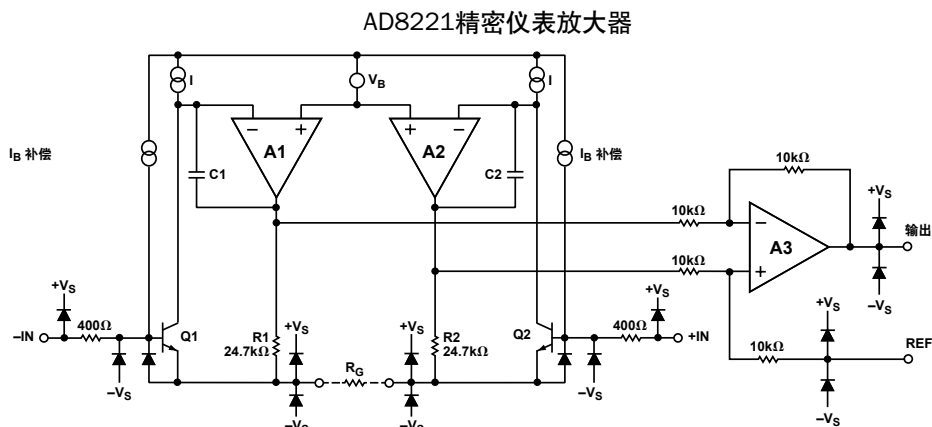 AD8221精密仪表放大器
I
V_B
I
I_B 补偿
C1
A1
A2
C2
I_B 补偿
10kΩ
+V_S
10kΩ
A3
输出
10kΩ
−V_S
+V_S
−IN
400Ω
Q1
R1
24.7kΩ
+V_S
+V_S
R2
24.7kΩ
Q2
+V_S
400Ω
+IN
+V_S
10kΩ
REF
−V_S
R_G
−V_S
−V_S
−V_S
−V_S